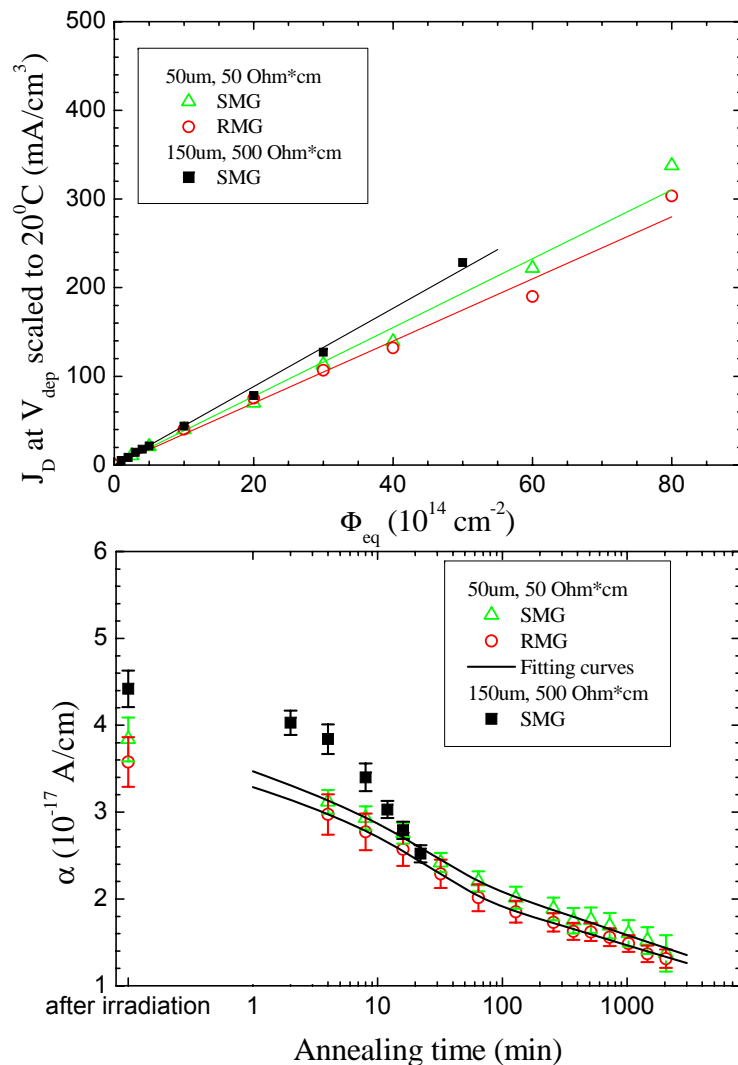 500
400
300
200
100
0
J_D at V_dep scaled to 20⁰C (mA/cm³)
50um, 50 Ohm*cm
SMG
RMG
150um, 500 Ohm*cm
SMG
0 20 40 60 80
Φ_eq (10¹⁴ cm⁻²)
6
5
4
3
2
1
α (10⁻¹⁷ A/cm)
50um, 50 Ohm*cm
SMG
RMG
Fitting curves
150um, 500 Ohm*cm
SMG
after irradiation 1 10 100 1000
Annealing time (min)